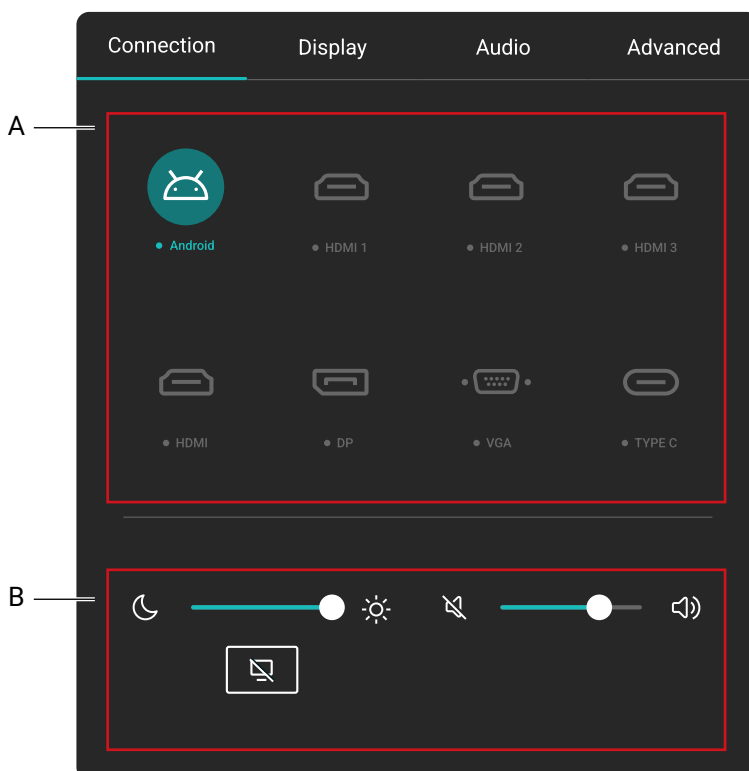 Connection Display Audio Advanced
A
Android HDMI 1 HDMI 2 HDMI 3
HDMI DP VGA TYPE C
B